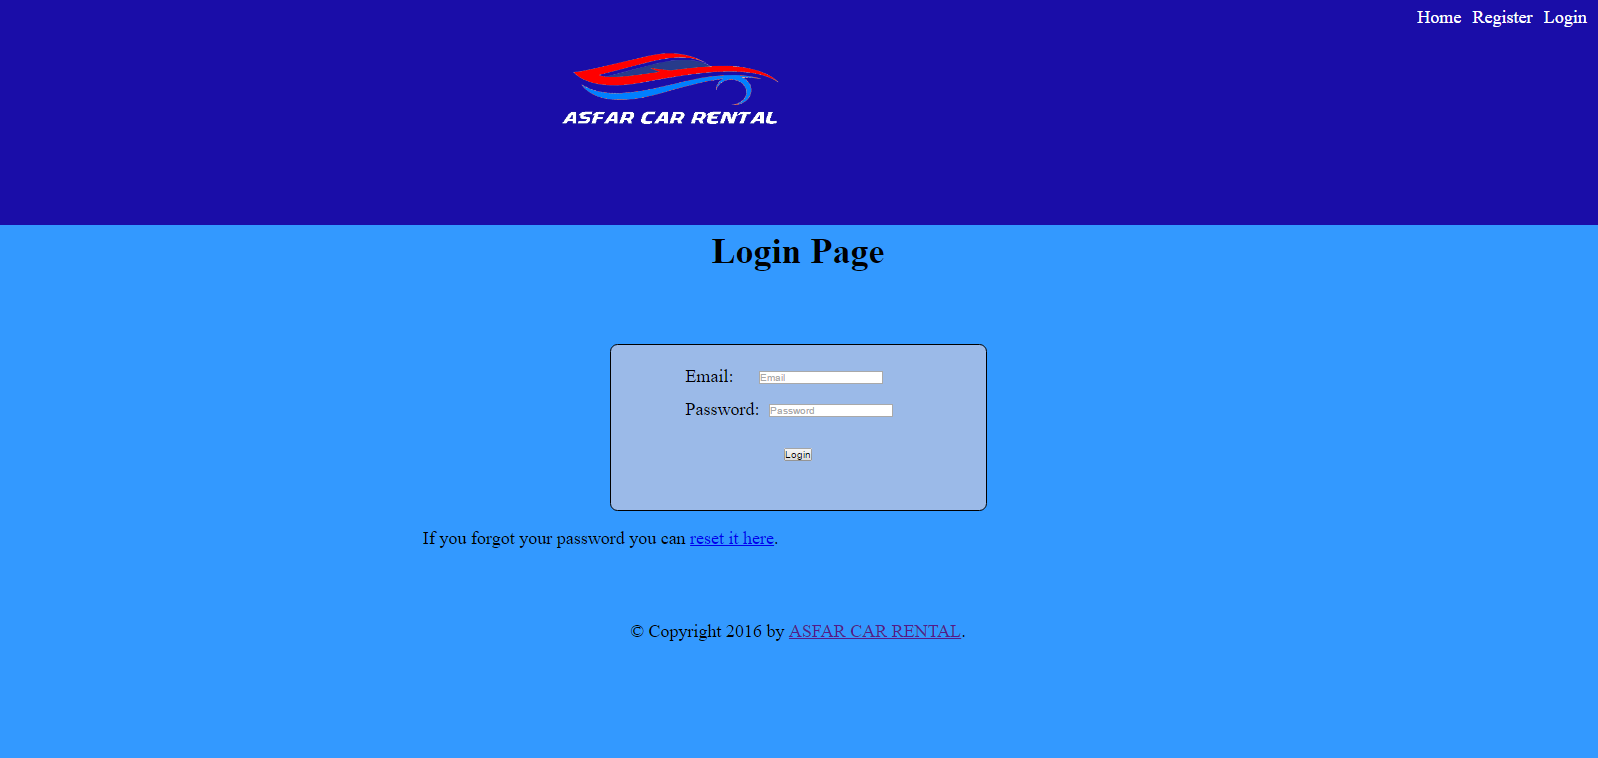 Home Register Login
ASFAR CAR RENTAL
Login Page
Email: Email
Password: Password
Login
If you forgot your password you can reset it here.
© Copyright 2016 by ASFAR CAR RENTAL.